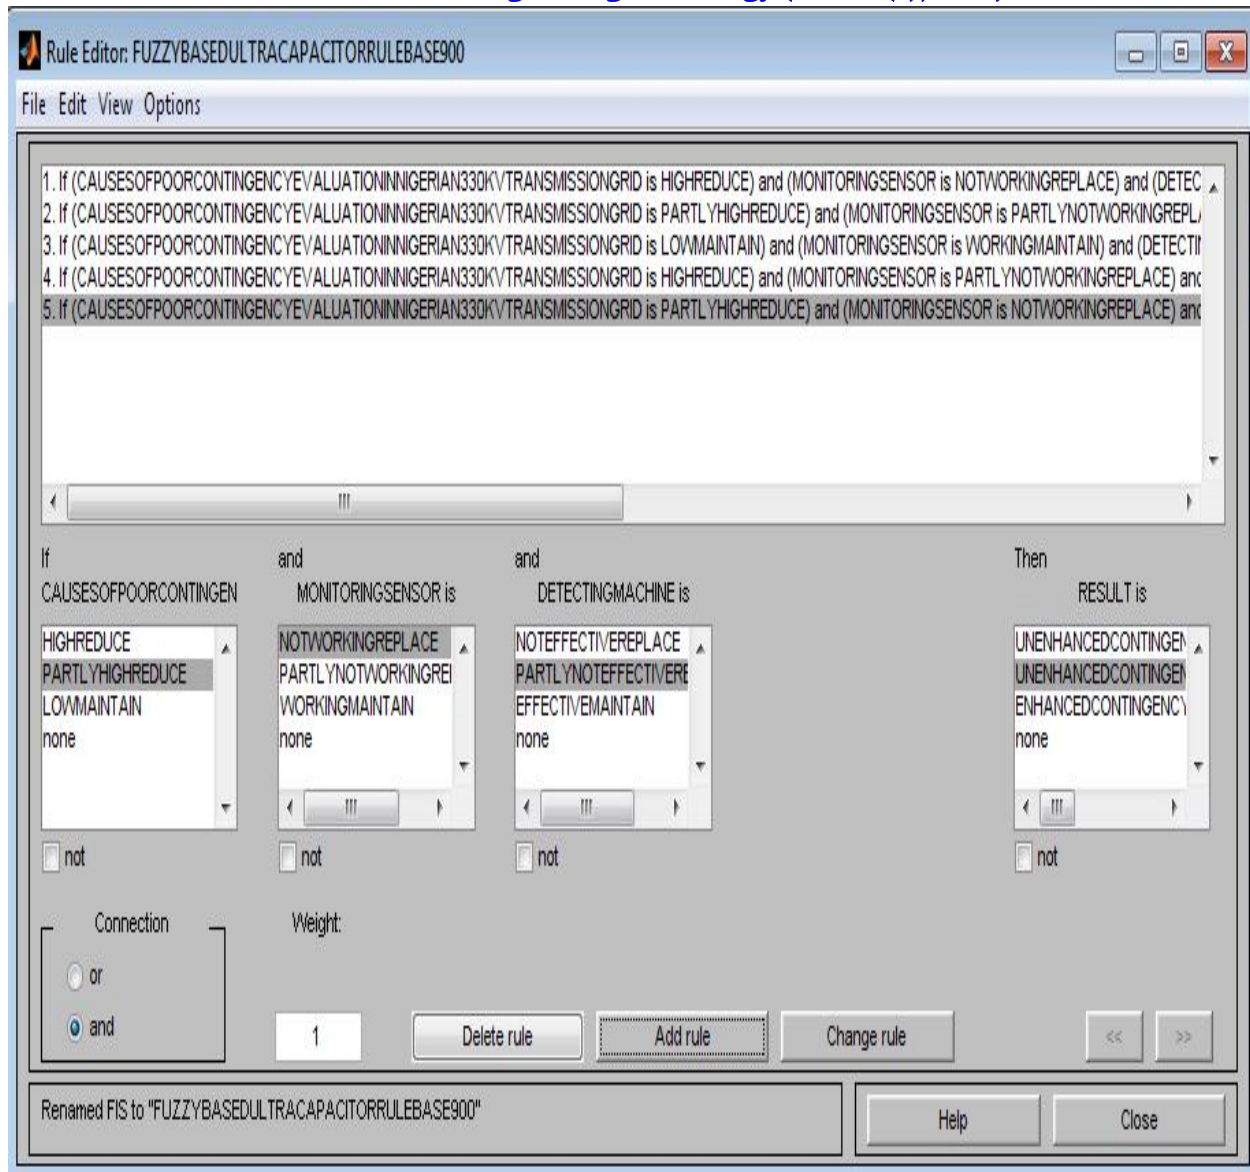 Rule Editor: FUZZYBASEDULTRACAPACITORRULEBASE900
File Edit View Options
1. If (CAUSESOFPOORCONTINGENCYEVALUATIONINNIGERIAN330KVTRANSMISSIONGRID is HIGHREDUCE) and (MONITORINGSENSOR is NOTWORKINGREPLACE) and (DETEC
2. If (CAUSESOFPOORCONTINGENCYEVALUATIONINNIGERIAN330KVTRANSMISSIONGRID is PARTLYHIGHREDUCE) and (MONITORINGSENSOR is PARTLYNOTWORKINGREPL
3. If (CAUSESOFPOORCONTINGENCYEVALUATIONINNIGERIAN330KVTRANSMISSIONGRID is LOWMAINTAIN) and (MONITORINGSENSOR is WORKINGMAINTAIN) and (DETECTI
4. If (CAUSESOFPOORCONTINGENCYEVALUATIONINNIGERIAN330KVTRANSMISSIONGRID is HIGHREDUCE) and (MONITORINGSENSOR is PARTLYNOTWORKINGREPLACE) and
5. If (CAUSESOFPOORCONTINGENCYEVALUATIONINNIGERIAN330KVTRANSMISSIONGRID is PARTLYHIGHREDUCE) and (MONITORINGSENSOR is NOTWORKINGREPLACE) and
If and and Then
CAUSESOFPOORCONTINGEN MONITORINGSENSOR is DETECTINGMACHINE is RESULT is
HIGHREDUCE NOTWORKINGREPLACE NOTEFFECTIVEREPLACE UNENHANCEDCONTINGEN
PARTLYHIGHREDUCE PARTLYNOTWORKINGREI PARTLYNOTEFFECTIVERE UNENHANCEDCONTINGEN
LOWMAINTAIN WORKINGMAINTAIN EFFECTIVEMAINTAIN ENHANCEDCONTINGENCY
none none none none
not not not not
Connection Weight:
or
and 1 Delete rule Add rule Change rule << >>
Renamed FIS to "FUZZYBASEDULTRACAPACITORRULEBASE900" Help Close